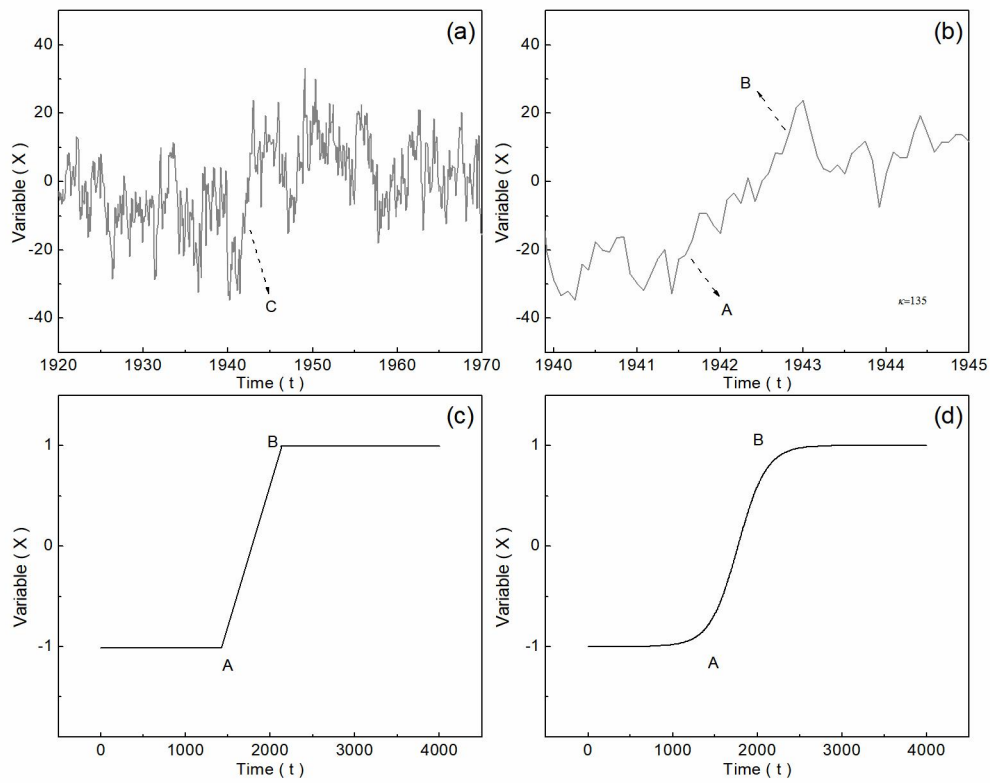 (a)
40
20
0
-20
-40
Variable ( X )
C
1920 1930 1940 1950 1960 1970
Time ( t )
(b)
40
20
0
-20
-40
Variable ( X )
B
A
κ=135
1940 1941 1942 1943 1944 1945
Time ( t )
(c)
1
0
-1
Variable ( X )
B
A
0 1000 2000 3000 4000
Time ( t )
(d)
1
0
-1
Variable ( X )
B
A
0 1000 2000 3000 4000
Time ( t )